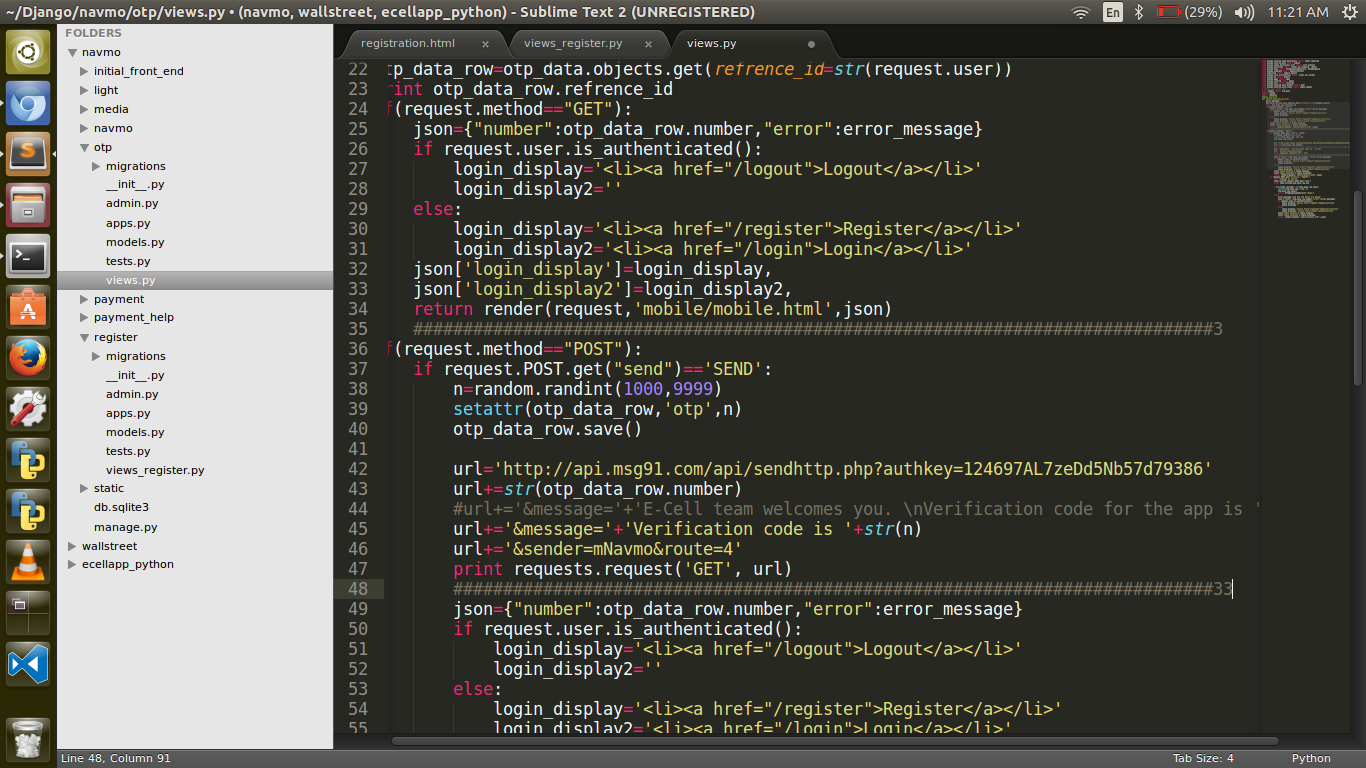 ~/Django/navmo/otp/views.py • (navmo, wallstreet, ecellapp_python) - Sublime Text 2 (UNREGISTERED)
En (29%) 11:21 AM
FOLDERS
navmo
initial_front_end
light
media
navmo
otp
migrations
__init__.py
admin.py
apps.py
models.py
tests.py
views.py
payment
payment_help
register
migrations
__init__.py
admin.py
apps.py
models.py
tests.py
views_register.py
static
db.sqlite3
manage.py
wallstreet
ecellapp_python
registration.html × views_register.py × views.py
22 tp_data_row=otp_data.objects.get(refrence_id=str(request.user))
23 rint otp_data_row.refrence_id
24 f(request.method=="GET"):
25 json={"number":otp_data_row.number,"error":error_message}
26 if request.user.is_authenticated():
27 login_display='<li><a href="/logout">Logout</a></li>'
28 login_display2=''
29 else:
30 login_display='<li><a href="/register">Register</a></li>'
31 login_display2='<li><a href="/login">Login</a></li>'
32 json['login_display']=login_display,
33 json['login_display2']=login_display2,
34 return render(request,'mobile/mobile.html',json)
35 ################################################################################3
36 f(request.method=="POST"):
37 if request.POST.get("send")=='SEND':
38 n=random.randint(1000,9999)
39 setattr(otp_data_row,'otp',n)
40 otp_data_row.save()
41
42 url='http://api.msg91.com/api/sendhttp.php?authkey=124697AL7zeDd5Nb57d79386'
43 url+=str(otp_data_row.number)
44 #url+='&message='+'E-Cell team welcomes you. \nVerification code for the app is '
45 url+='&message='+'Verification code is '+str(n)
46 url+='&sender=mNavmo&route=4'
47 print requests.request('GET', url)
48 ############################################################################33
49 json={"number":otp_data_row.number,"error":error_message}
50 if request.user.is_authenticated():
51 login_display='<li><a href="/logout">Logout</a></li>'
52 login_display2=''
53 else:
54 login_display='<li><a href="/register">Register</a></li>'
55 login_display2='<li><a href="/login">Login</a></li>'
Line 48, Column 91 Tab Size: 4 Python